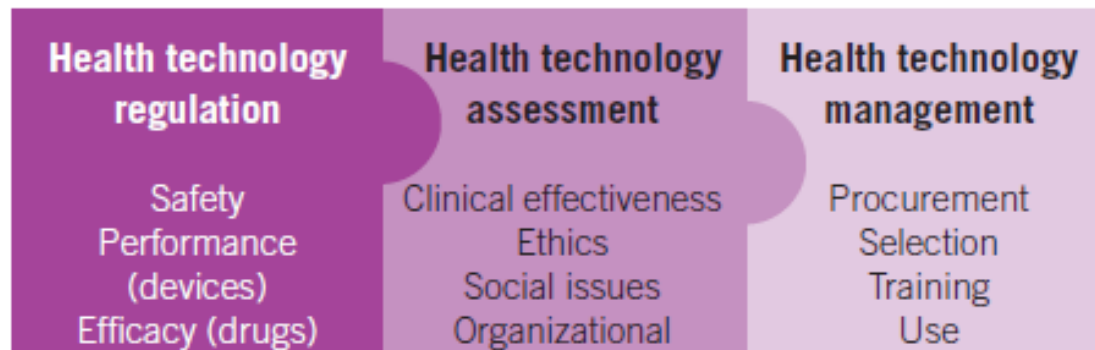 Health technology
regulation
Safety
Performance
(devices)
Efficacy (drugs)
Health technology
assessment
Clinical effectiveness
Ethics
Social issues
Organizational
Health technology
management
Procurement
Selection
Training
Use